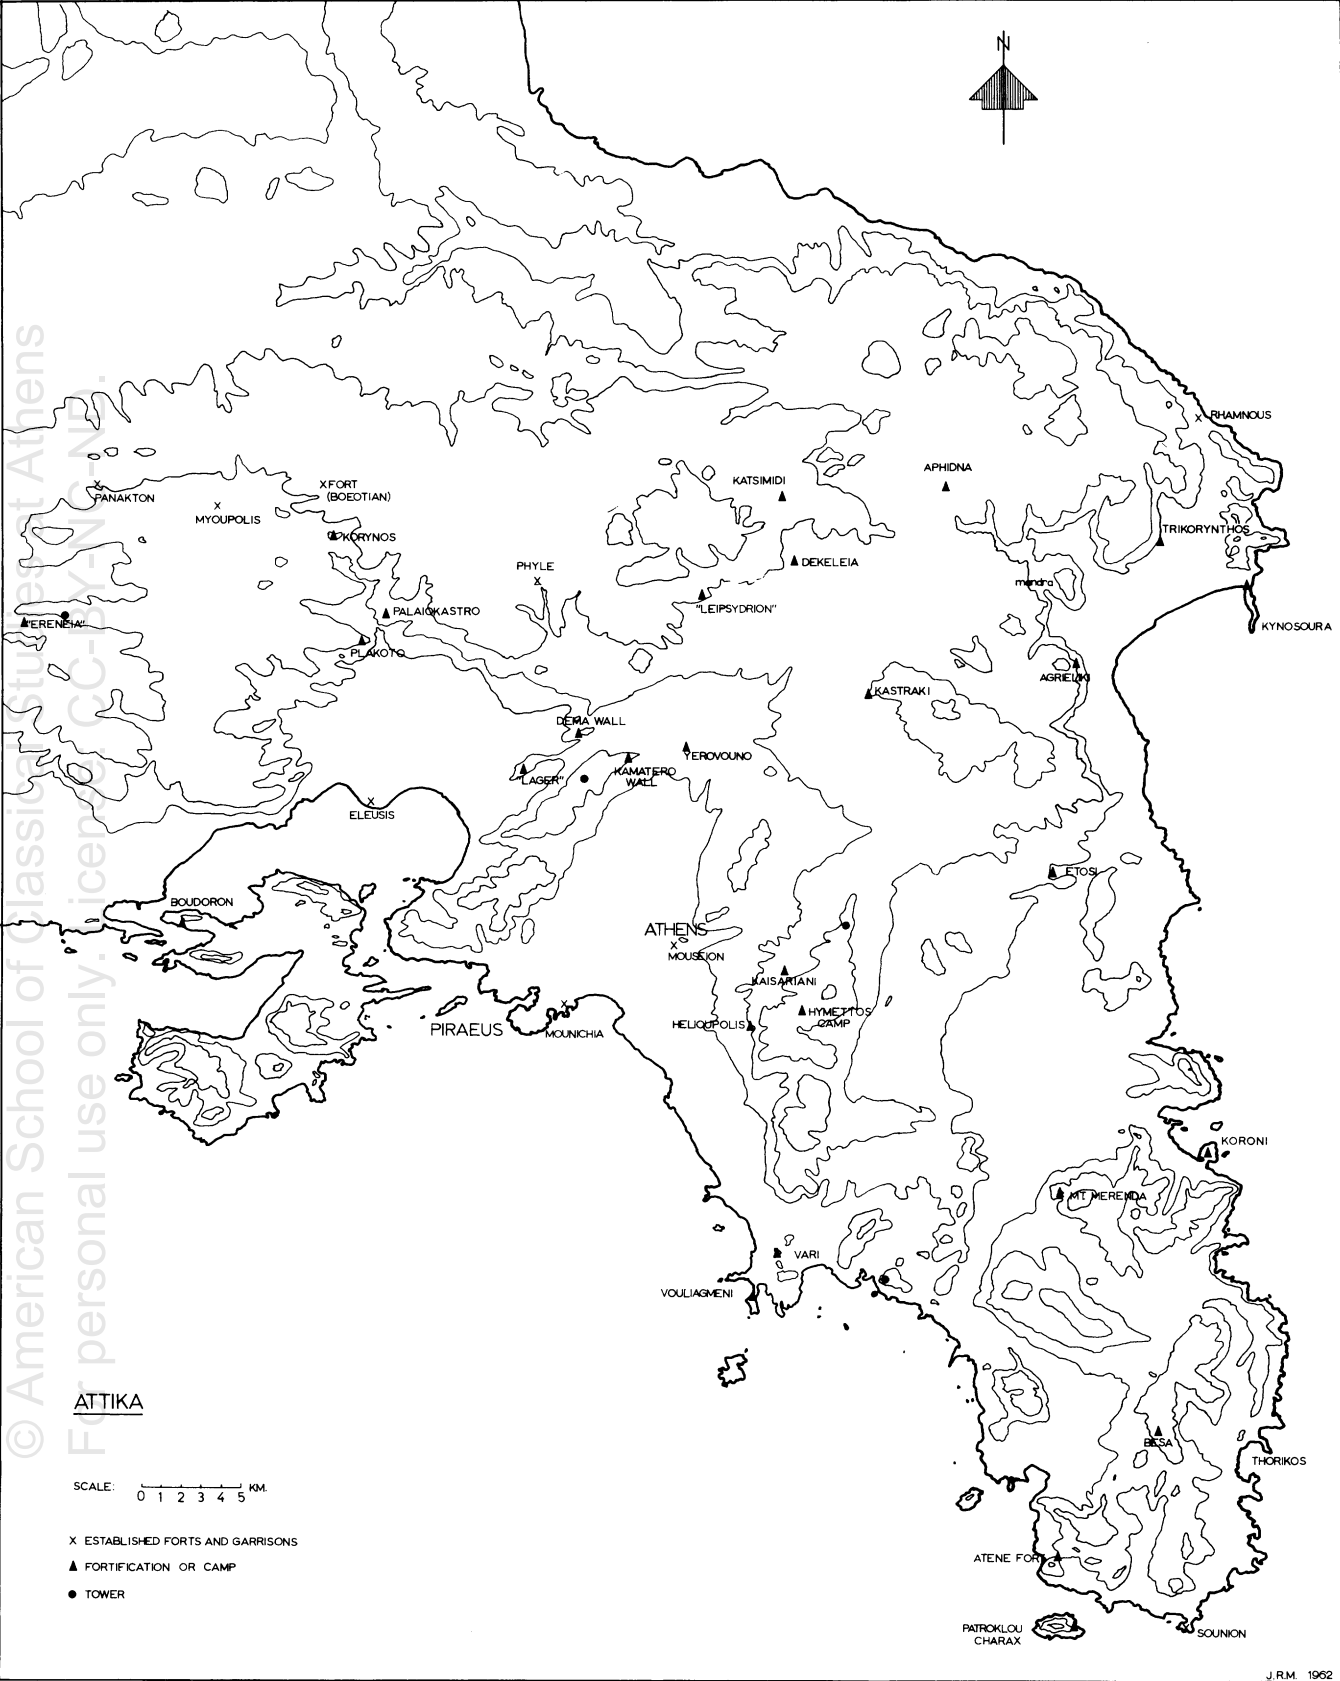 N
RHAMNOUS
APHIDNA
KATSIMIDI
PANAKTON
MYOUPOLIS
FORT
(BOEOTIAN)
KORYNOS
TRIKORYNTHOS
PHYLE
DEKELEIA
mandra
"LEIPSYDRION"
PALAIOKASTRO
"ERENEIA"
KYNOSOURA
PLAKOTO
AGRIELIKI
KASTRAKI
DEMA WALL
YEROVOUNO
"LAGER"
KAMATERO
WALL
ELEUSIS
ETOSI
BOUDORON
ATHENS
MOUSEION
KAISARIANI
HYMETTOS
CAMP
HELIOUPOLIS
PIRAEUS
MOUNICHIA
KORONI
MT. MERENDA
VARI
VOULIAGMENI
ATTIKA
BESA
THORIKOS
SCALE:
0 1 2 3 4 5 KM.
X ESTABLISHED FORTS AND GARRISONS
▲ FORTIFICATION OR CAMP
● TOWER
ATENE FORT
PATROKLOU
CHARAX
SOUNION
J.R.M. 1962
© American School of Classical Studies at Athens
For personal use only. License: CC-BY-NC-ND.